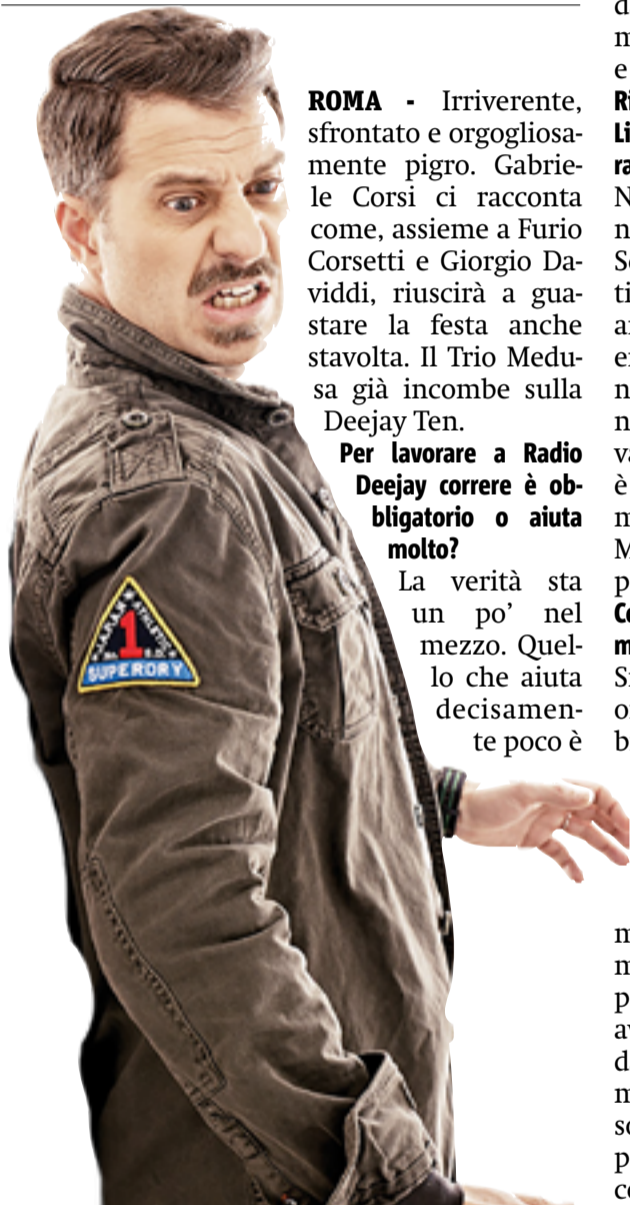 ROMA - Irriverente,
sfrontato e orgogliosa-
mente pigro. Gabrie-
le Corsi ci racconta
come, assieme a Furio
Corsetti e Giorgio Da-
viddi, riuscirà a gua-
stare la festa anche
stavolta. Il Trio Medu-
sa già incombe sulla
Deejay Ten.
Per lavorare a Radio
Deejay correre è ob-
bligatorio o aiuta
molto?
La verità sta
un po' nel
mezzo. Quel-
lo che aiuta
decisamen-
te poco è
1
SUPERORY